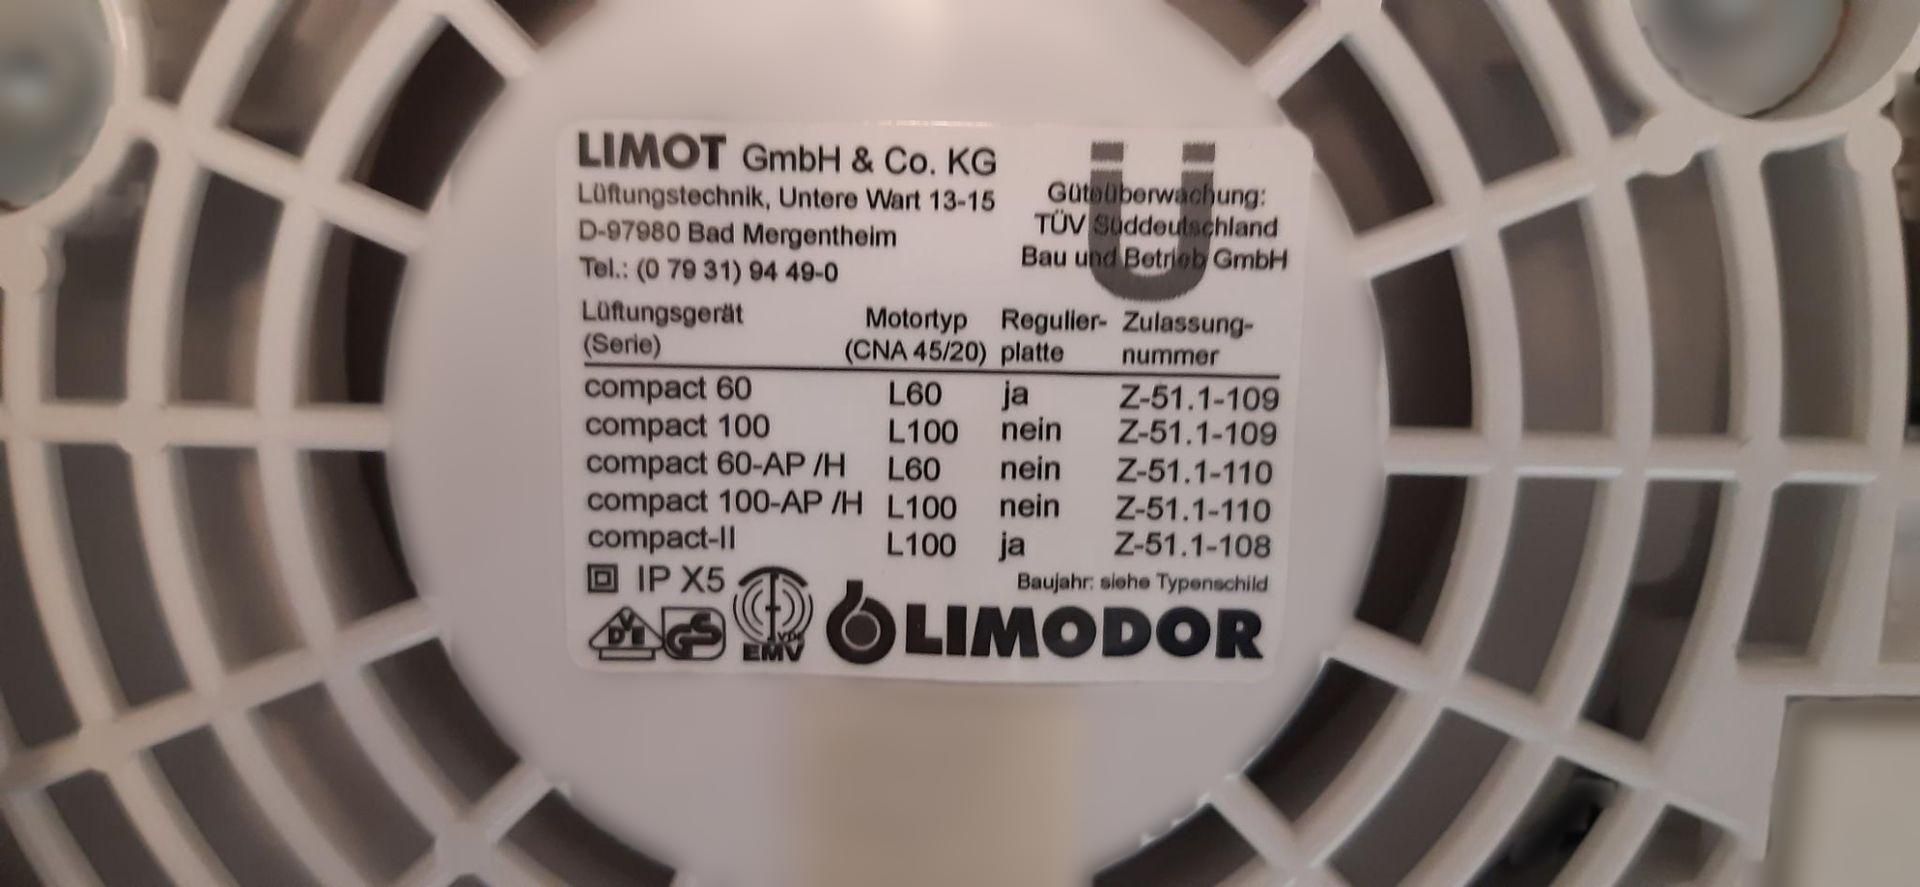 LIMOT GmbH & Co. KG
Lüftungstechnik, Untere Wart 13-15
D-97980 Bad Mergentheim
Tel.: (0 79 31) 94 49-0
Ü
Güteüberwachung:
TÜV Süddeutschland
Bau und Betrieb GmbH
Lüftungsgerät Motortyp Regulier- Zulassung-
(Serie) (CNA 45/20) platte nummer
compact 60 L60 ja Z-51.1-109
compact 100 L100 nein Z-51.1-109
compact 60-AP /H L60 nein Z-51.1-110
compact 100-AP /H L100 nein Z-51.1-110
compact-II L100 ja Z-51.1-108
IP X5
Baujahr: siehe Typenschild
VDE GS VDE EMV LIMODOR